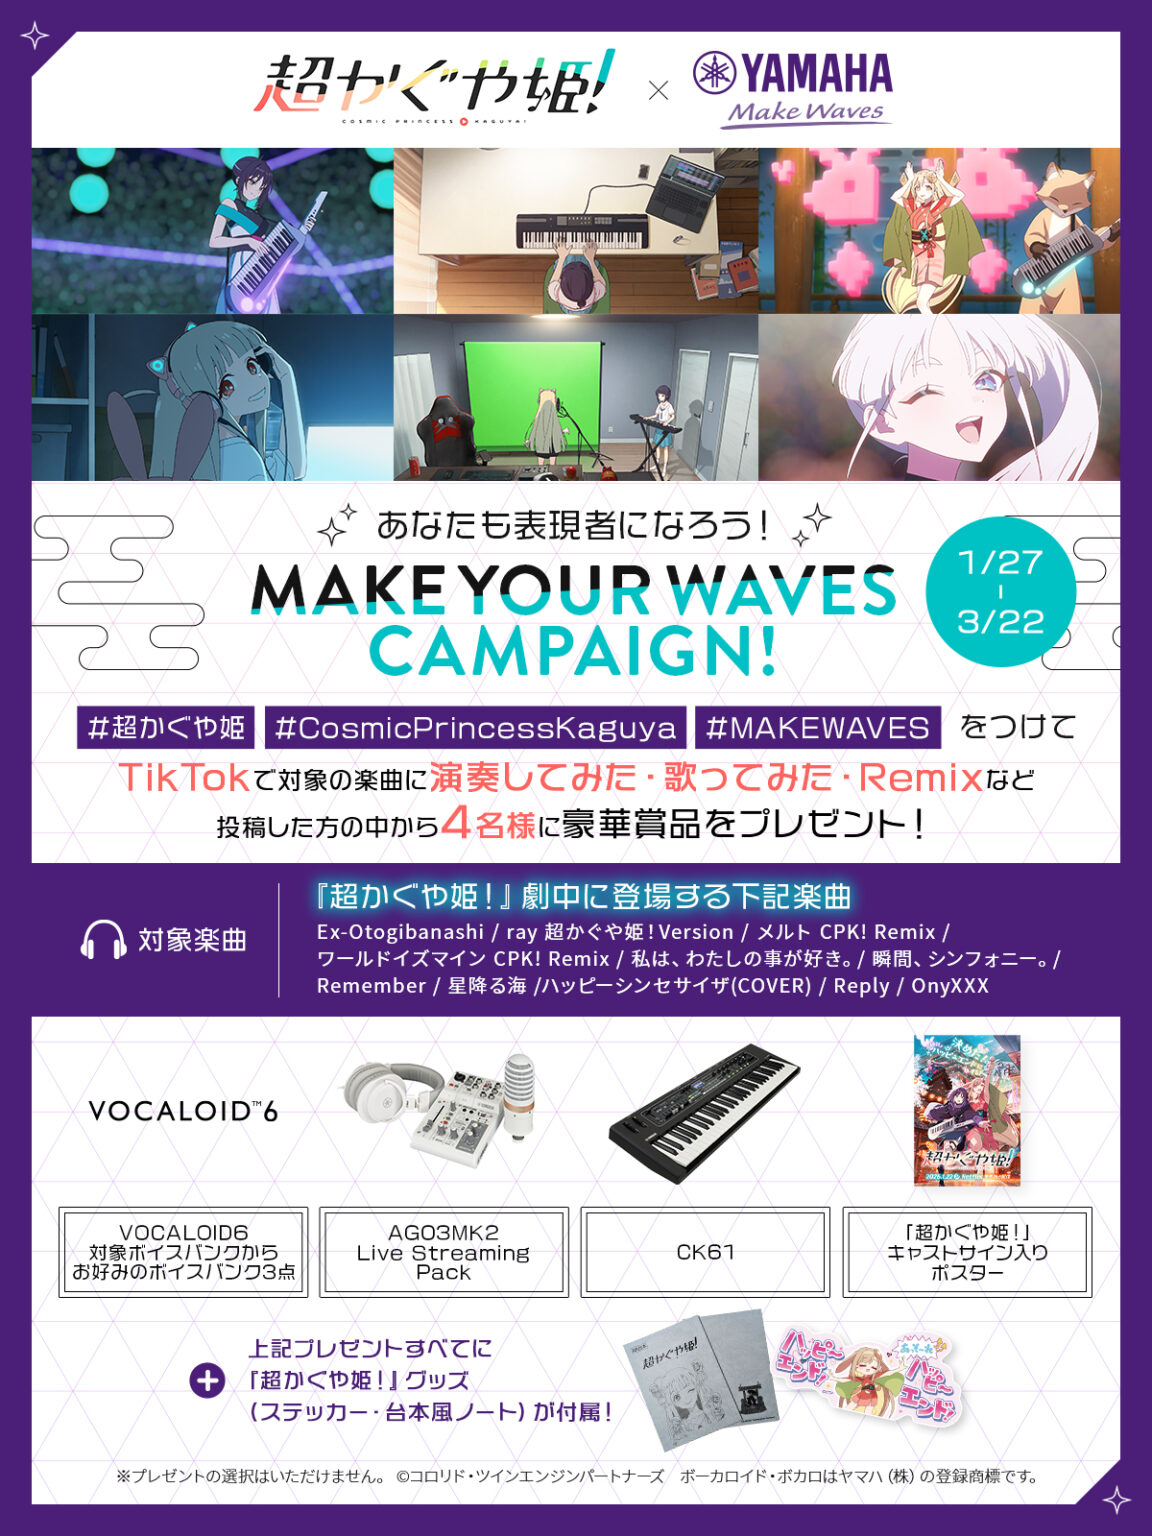 超かぐや姫！
COSMIC PRINCESS KAGUYA!
×
YAMAHA
Make Waves
あなたも表現者になろう！
MAKE YOUR WAVES
CAMPAIGN!
1/27
-
3/22
#超かぐや姫 #CosmicPrincessKaguya #MAKEWAVES をつけて
TikTokで対象の楽曲に演奏してみた・歌ってみた・Remixなど
投稿した方の中から4名様に豪華賞品をプレゼント！
対象楽曲
『超かぐや姫！』劇中に登場する下記楽曲
Ex-Otogibanashi / ray 超かぐや姫！Version / メルト CPK! Remix /
ワールドイズマイン CPK! Remix / 私は、わたしの事が好き。/ 瞬間、シンフォニー。/
Remember / 星降る海 /ハッピーシンセサイザ(COVER) / Reply / OnyXXX
VOCALOID™6
超かぐや姫！
VOCALOID6
対象ボイスバンクから
お好みのボイスバンク3点
AG03MK2
Live Streaming
Pack
CK61
「超かぐや姫！」
キャストサイン入り
ポスター
上記プレゼントすべてに
『超かぐや姫！』グッズ
（ステッカー・台本風ノート）が付属！
超かぐや姫！
ハッピ〜
エンド！
ハッピ〜
エンド！
※プレゼントの選択はいただけません。 ©コロリド・ツインエンジンパートナーズ　ボーカロイド・ボカロはヤマハ（株）の登録商標です。